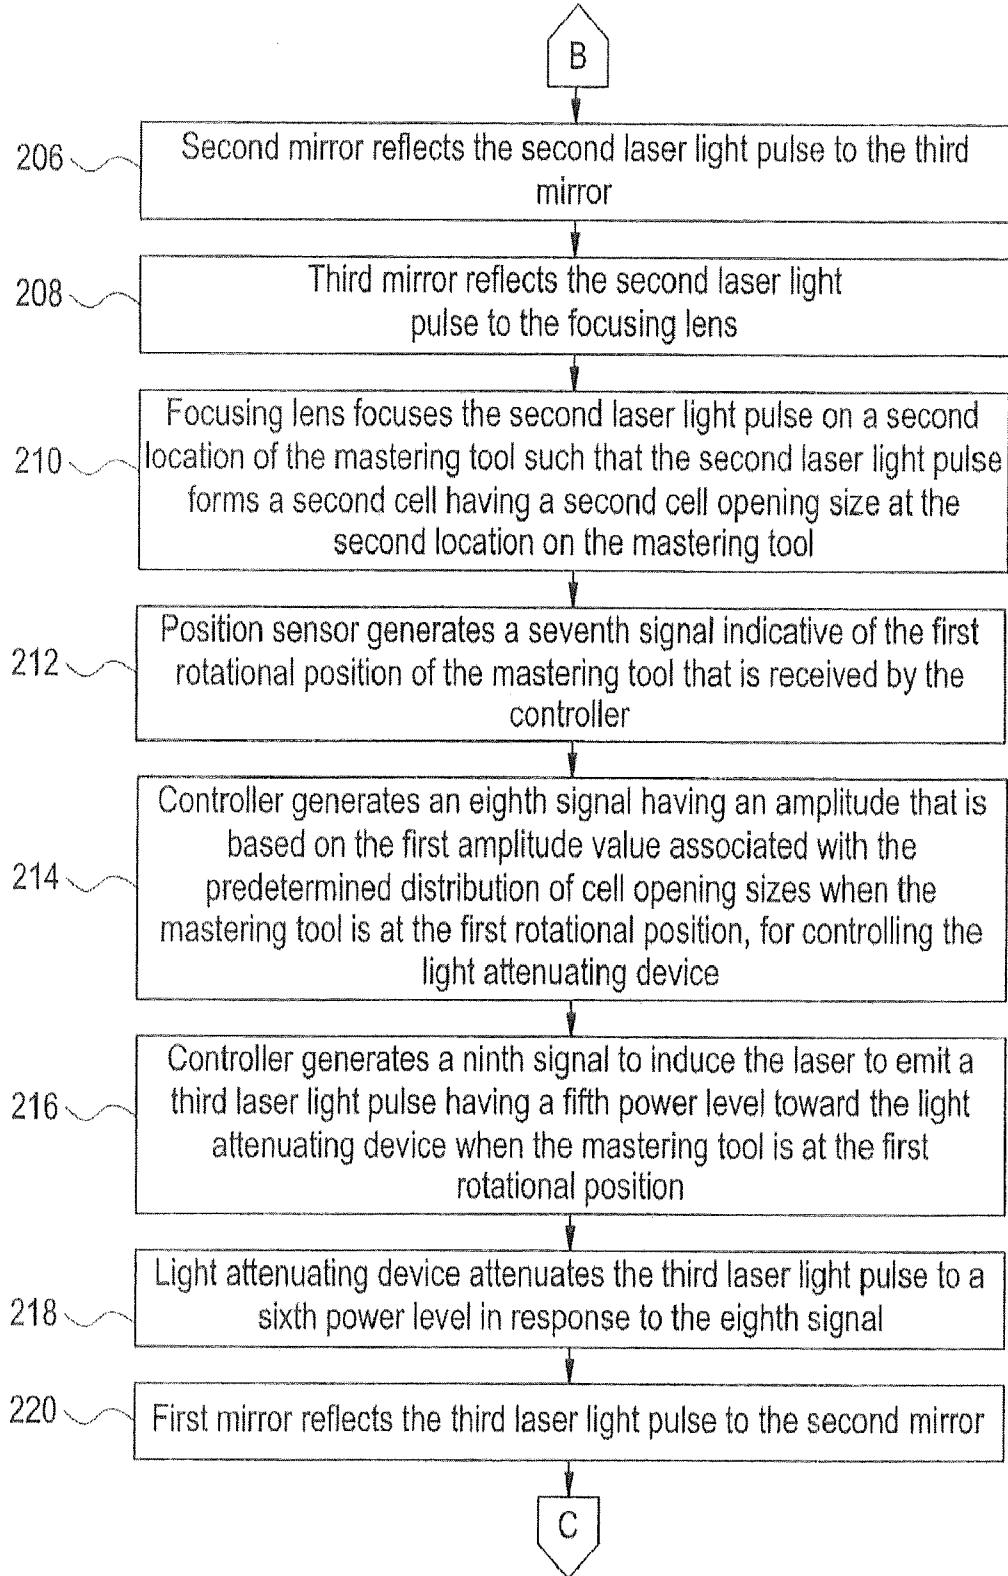 B
206
Second mirror reflects the second laser light pulse to the third
mirror
208
Third mirror reflects the second laser light
pulse to the focusing lens
210
Focusing lens focuses the second laser light pulse on a second
location of the mastering tool such that the second laser light pulse
forms a second cell having a second cell opening size at the
second location on the mastering tool
212
Position sensor generates a seventh signal indicative of the first
rotational position of the mastering tool that is received by the
controller
214
Controller generates an eighth signal having an amplitude that is
based on the first amplitude value associated with the
predetermined distribution of cell opening sizes when the
mastering tool is at the first rotational position, for controlling the
light attenuating device
216
Controller generates a ninth signal to induce the laser to emit a
third laser light pulse having a fifth power level toward the light
attenuating device when the mastering tool is at the first
rotational position
218
Light attenuating device attenuates the third laser light pulse to a
sixth power level in response to the eighth signal
220
First mirror reflects the third laser light pulse to the second mirror
C